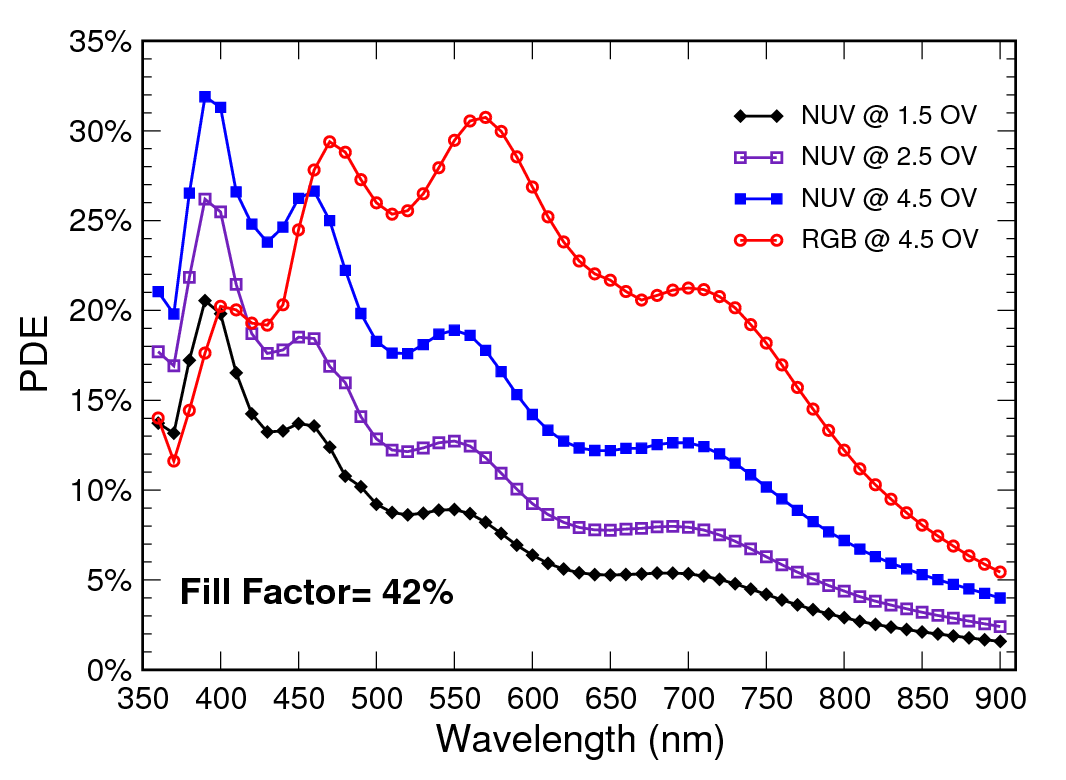 35%
30%
25%
20%
15%
10%
5%
0%
PDE
NUV @ 1.5 OV
NUV @ 2.5 OV
NUV @ 4.5 OV
RGB @ 4.5 OV
Fill Factor= 42%
350 400 450 500 550 600 650 700 750 800 850 900
Wavelength (nm)